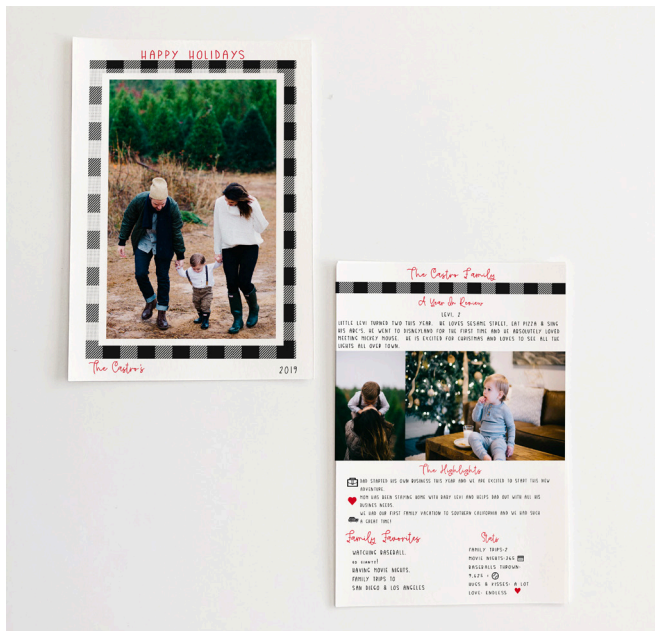 HAPPY HOLIDAYS
The Castro's
2019
The Castro Family
A Year In Review
LEVI, 2
LITTLE LEVI TURNED TWO THIS YEAR. HE LOVES SESAME STREET, EAT PIZZA & SING
HIS ABC'S. HE WENT TO DISNEYLAND FOR THE FIRST TIME AND HE ABSOLUTELY LOVED
MEETING MICKEY MOUSE. HE IS EXCITED FOR CHRISTMAS AND LOVES TO SEE ALL THE
LIGHTS ALL OVER TOWN.
The Highlights
DAD STARTED HIS OWN BUSINESS THIS YEAR AND WE ARE EXCITED TO START THIS NEW
ADVENTURE.
MOM HAS BEEN STAYING HOME WITH BABY LEVI AND HELPS DAD OUT WITH ALL HIS
BUSINES NEEDS.
WE HAD OUR FIRST FAMILY VACATION TO SOUTHERN CALIFORNIA AND WE HAD SUCH
A GREAT TIME!
Family Favorites
WATCHING BASEBALL,
GO GIANTS!
HAVING MOVIE NIGHTS,
FAMILY TRIPS TO
SAN DIEGO & LOS ANGELES
Stats
FAMILY TRIPS-2
MOVIE NIGHTS-265
BASEBALLS THROWN-
9,625 +
HUGS & KISSES- A LOT
LOVE- ENDLESS